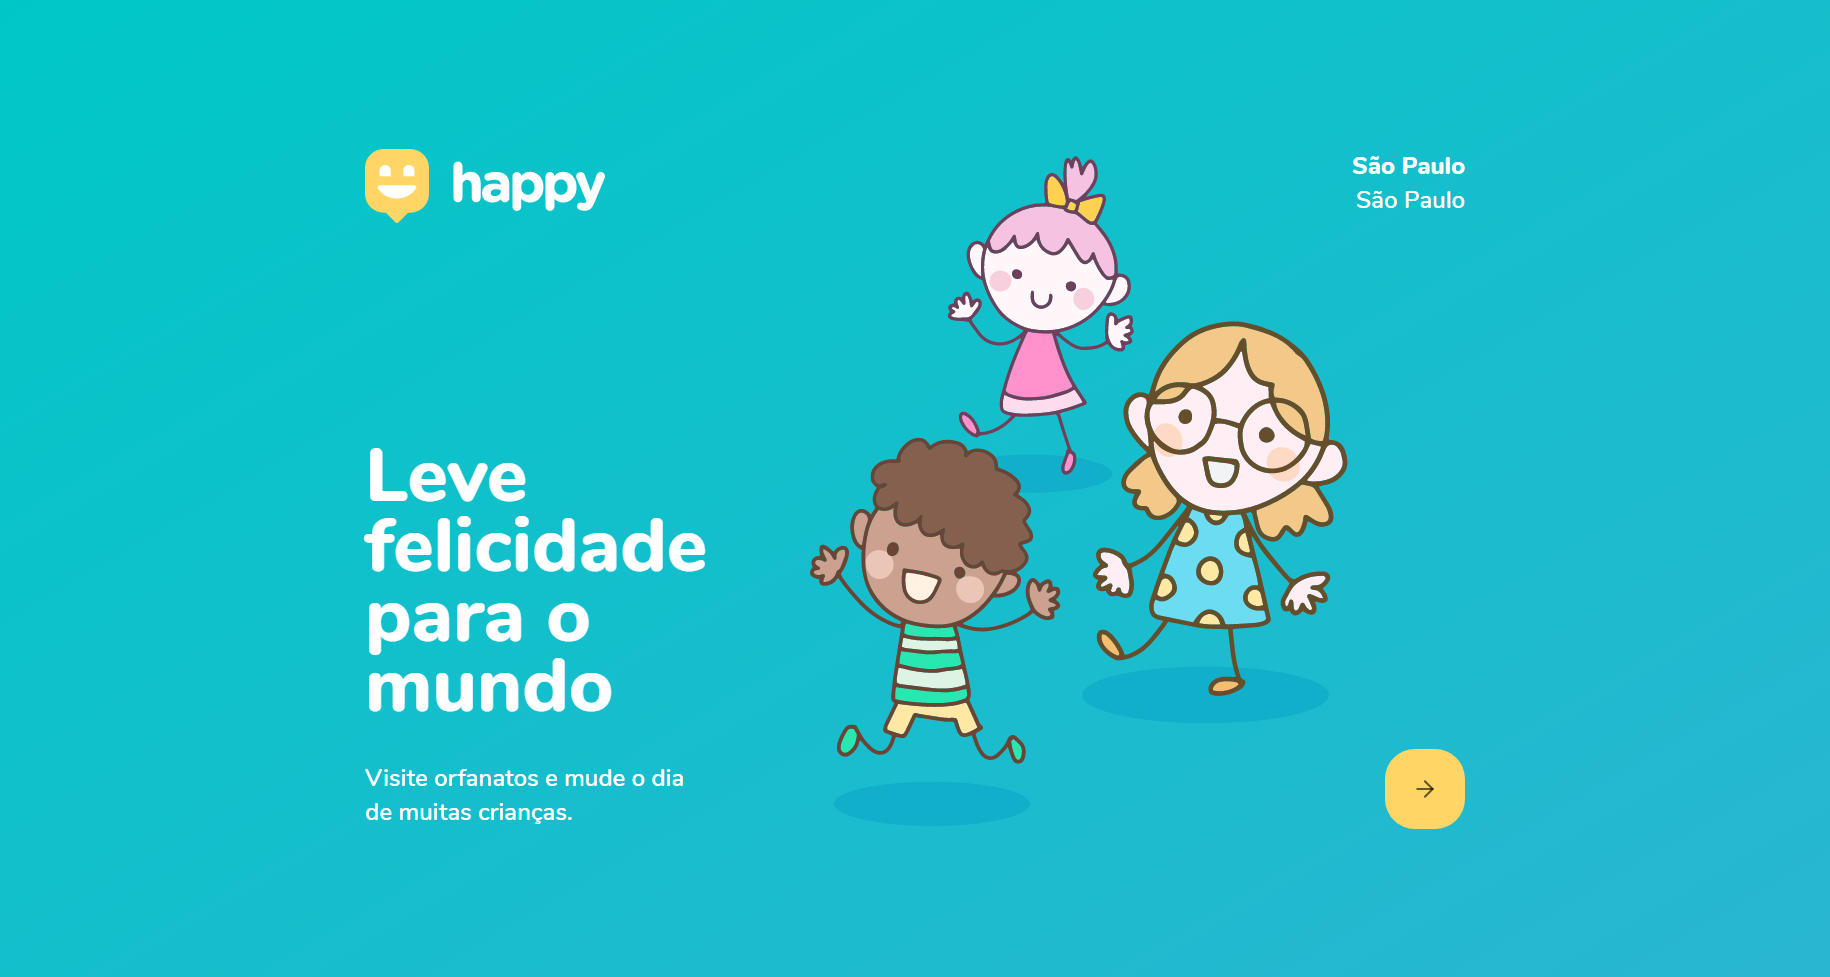 happy
São Paulo
São Paulo
Leve
felicidade
para o
mundo
Visite orfanatos e mude o dia
de muitas crianças.